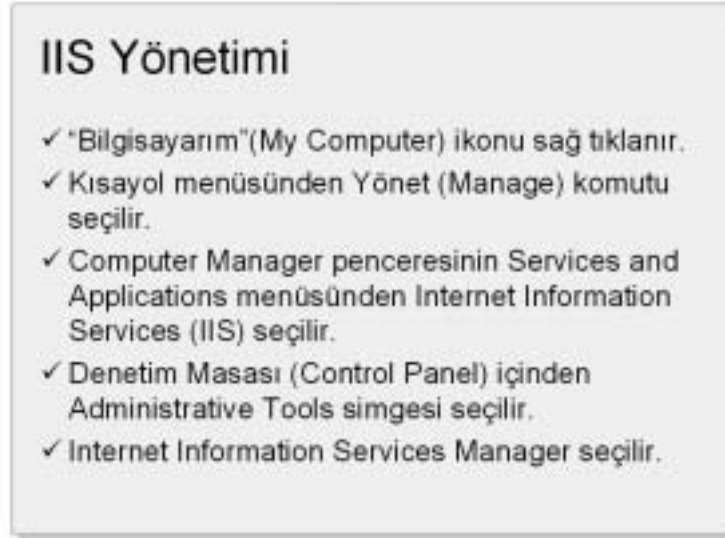 IIS Yönetimi
✓ "Bilgisayarım"(My Computer) ikonu sağ tıklanır.
✓ Kısayol menüsünden Yönet (Manage) komutu
seçilir.
✓ Computer Manager penceresinin Services and
Applications menüsünden Internet Information
Services (IIS) seçilir.
✓ Denetim Masası (Control Panel) içinden
Administrative Tools simgesi seçilir.
✓ Internet Information Services Manager seçilir.